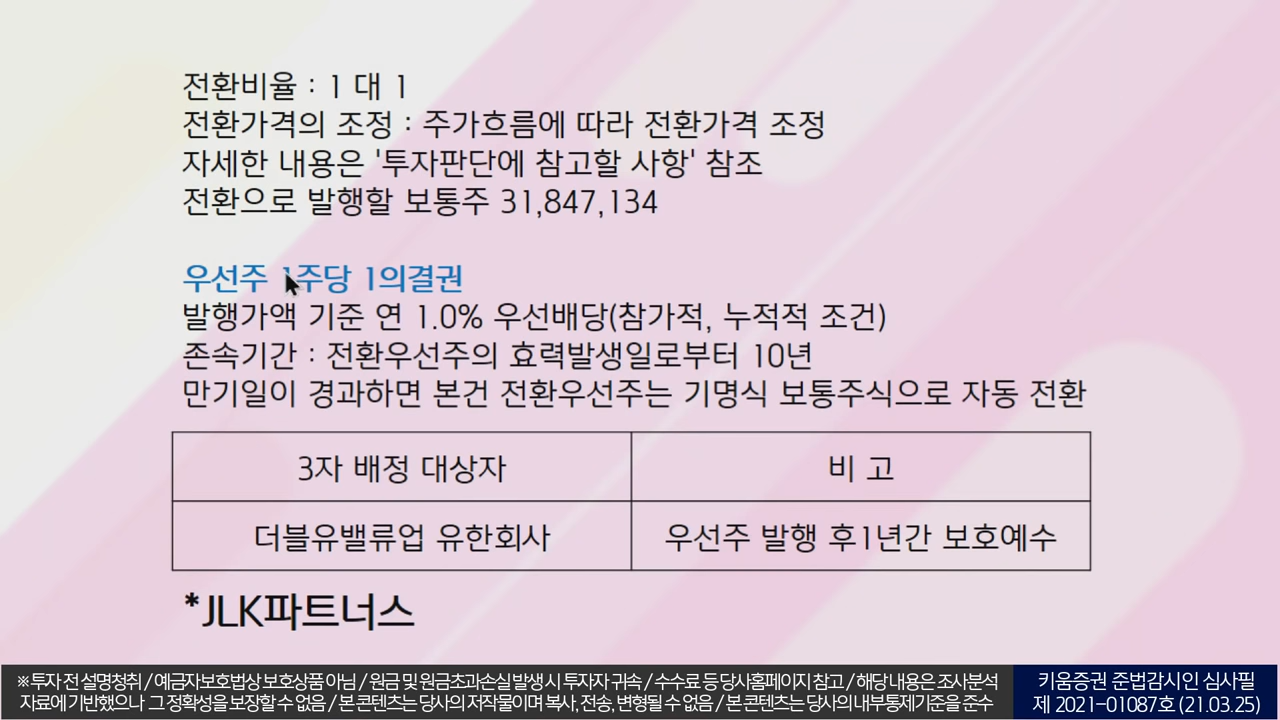 전환비율 : 1 대 1
전환가격의 조정 : 주가흐름에 따라 전환가격 조정
자세한 내용은 '투자판단에 참고할 사항' 참조
전환으로 발행할 보통주 31,847,134
우선주 1주당 1의결권
발행가액 기준 연 1.0% 우선배당(참가적, 누적적 조건)
존속기간 : 전환우선주의 효력발생일로부터 10년
만기일이 경과하면 본건 전환우선주는 기명식 보통주식으로 자동 전환
3자 배정 대상자 비 고
더블유밸류업 유한회사 우선주 발행 후1년간 보호예수
*JLK파트너스
※투자 전 설명청취 / 예금자보호법상 보호상품 아님 / 원금 및 원금초과손실 발생 시 투자자 귀속 / 수수료 등 당사홈페이지 참고 / 해당 내용은 조사분석
자료에 기반했으나 그 정확성을 보장할 수 없음 / 본 콘텐츠는 당사의 저작물이며 복사, 전송, 변형될 수 없음 / 본 콘텐츠는 당사의 내부통제기준을 준수
키움증권 준법감시인 심사필
제 2021-01087호 (21.03.25)